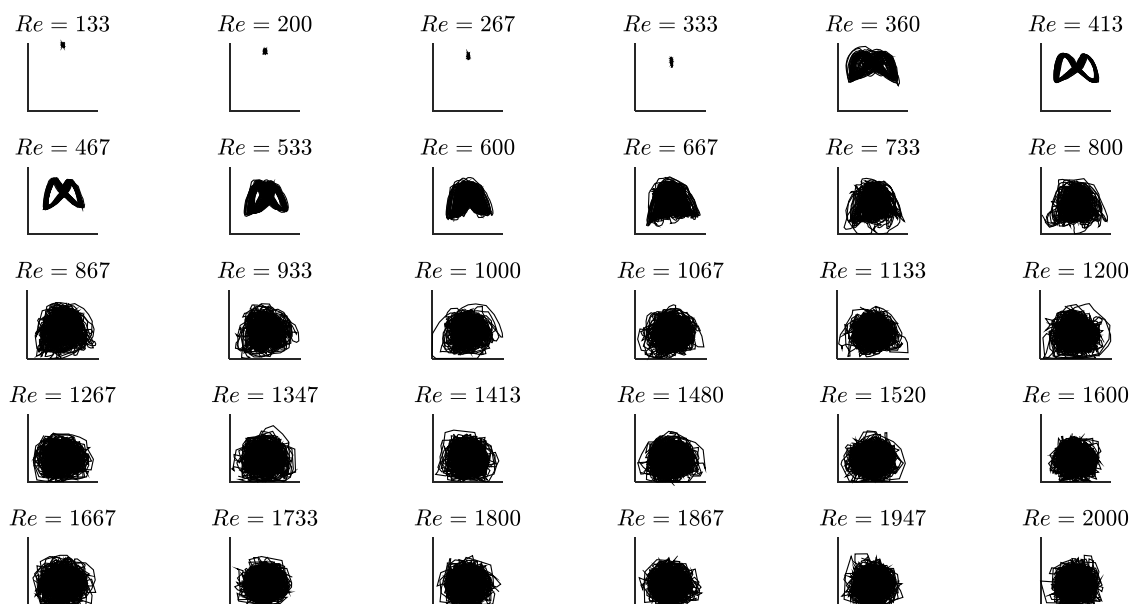 Re = 133 Re = 200 Re = 267 Re = 333 Re = 360 Re = 413
Re = 467 Re = 533 Re = 600 Re = 667 Re = 733 Re = 800
Re = 867 Re = 933 Re = 1000 Re = 1067 Re = 1133 Re = 1200
Re = 1267 Re = 1347 Re = 1413 Re = 1480 Re = 1520 Re = 1600
Re = 1667 Re = 1733 Re = 1800 Re = 1867 Re = 1947 Re = 2000